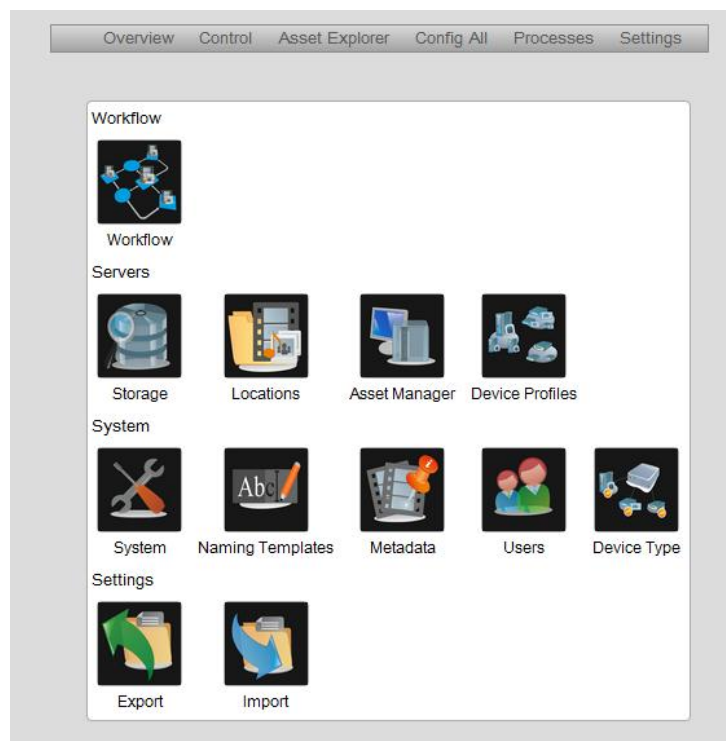 Overview Control Asset Explorer Config All Processes Settings
Workflow
Workflow
Servers
Storage Locations Asset Manager Device Profiles
System
Abc
System Naming Templates Metadata Users Device Type
Settings
Export Import